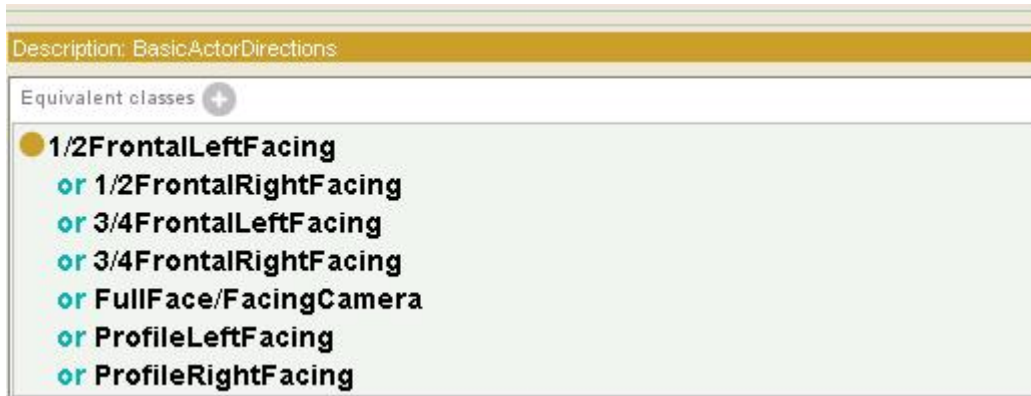 Description: BasicActorDirections
Equivalent classes
1/2FrontalLeftFacing
or 1/2FrontalRightFacing
or 3/4FrontalLeftFacing
or 3/4FrontalRightFacing
or FullFace/FacingCamera
or ProfileLeftFacing
or ProfileRightFacing